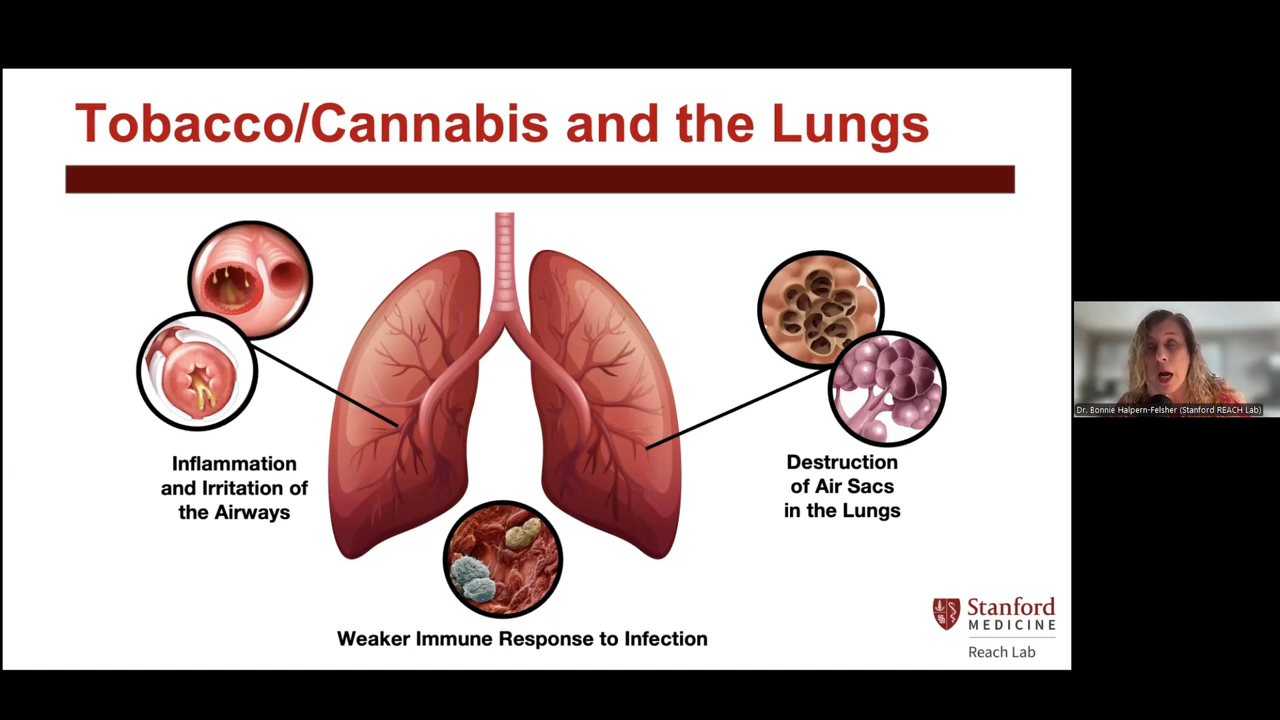 Tobacco/Cannabis and the Lungs
Inflammation
and Irritation of
the Airways
Destruction
of Air Sacs
in the Lungs
Weaker Immune Response to Infection
Stanford
MEDICINE
Reach Lab
Dr. Bonnie Halpern-Felsher (Stanford REACH Lab)